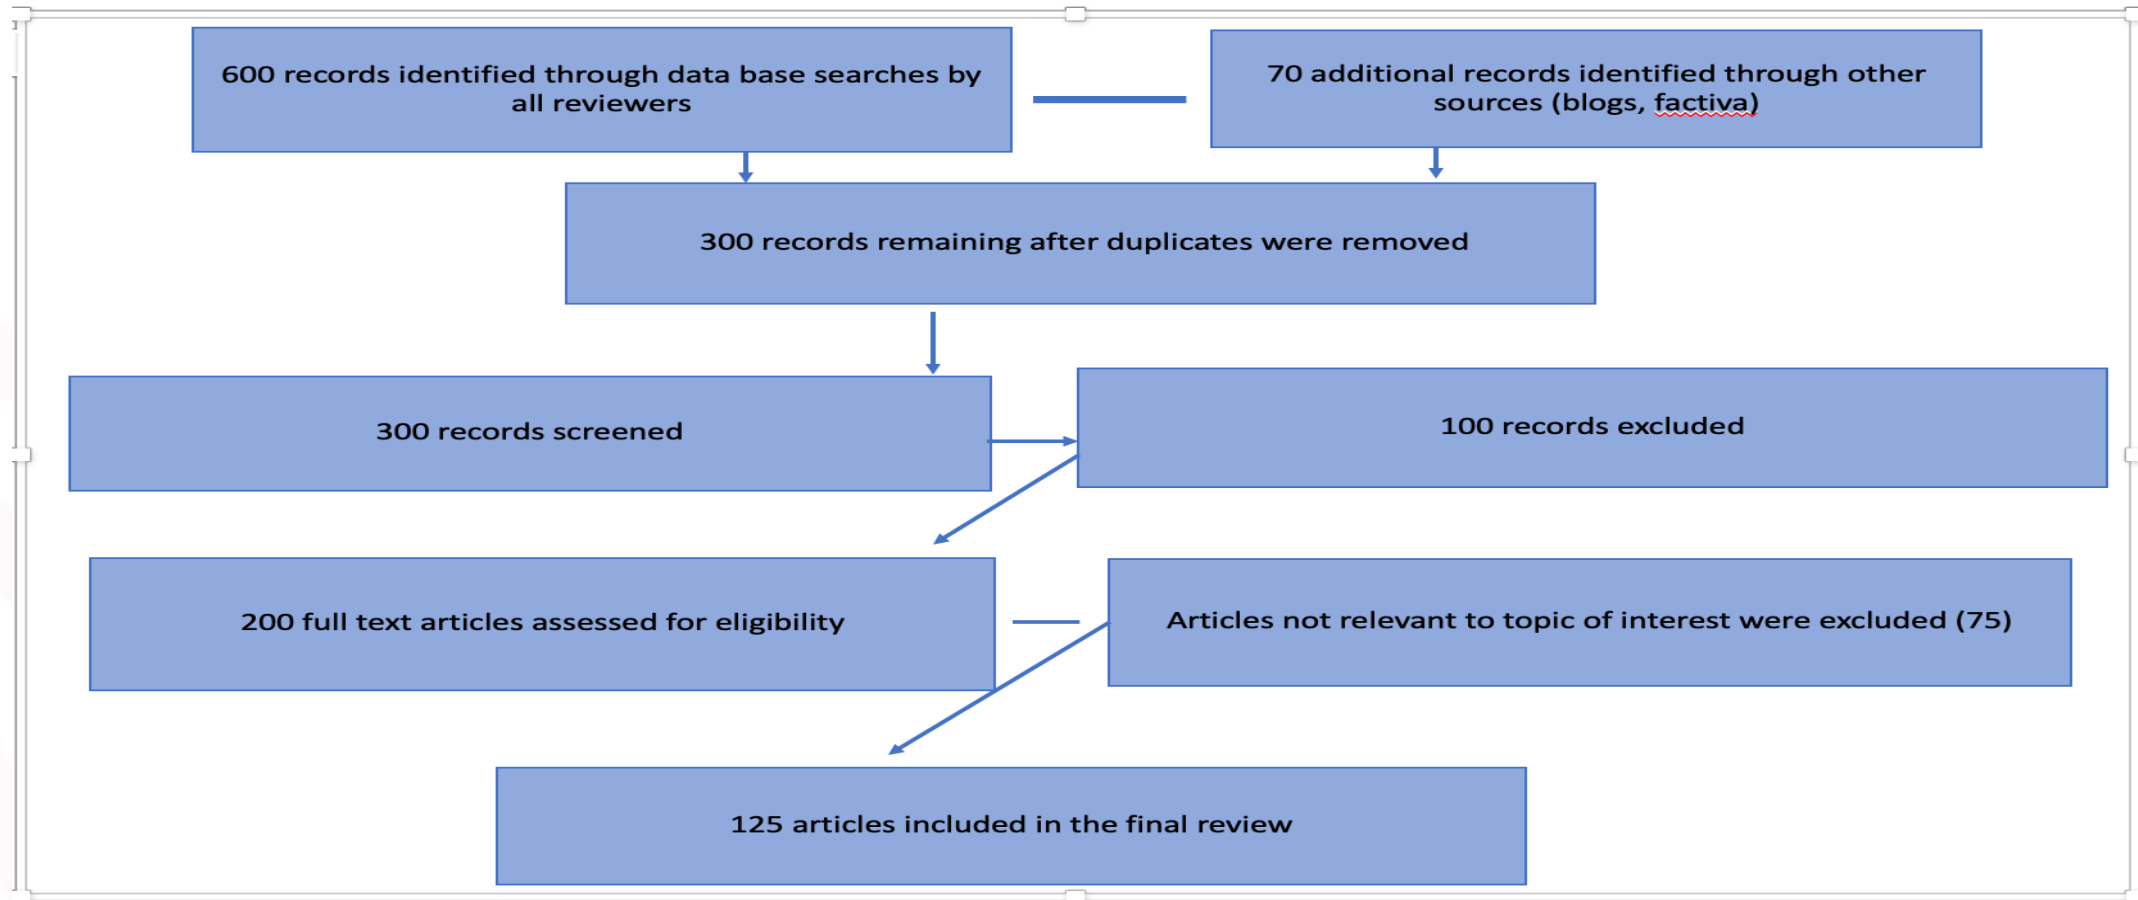 600 records identified through data base searches by
all reviewers
70 additional records identified through other
sources (blogs, factiva)
300 records remaining after duplicates were removed
300 records screened
100 records excluded
200 full text articles assessed for eligibility
Articles not relevant to topic of interest were excluded (75)
125 articles included in the final review